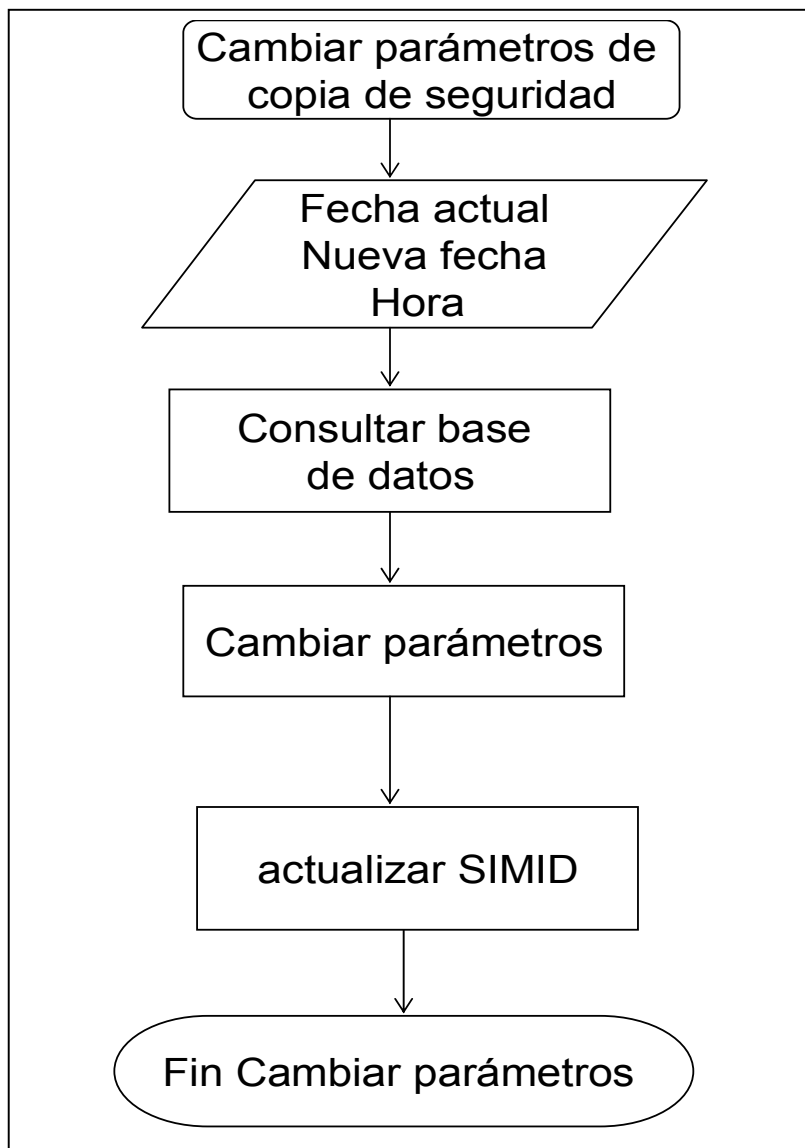 Cambiar parámetros de
copia de seguridad
Fecha actual
Nueva fecha
Hora
Consultar base
de datos
Cambiar parámetros
actualizar SIMID
Fin Cambiar parámetros